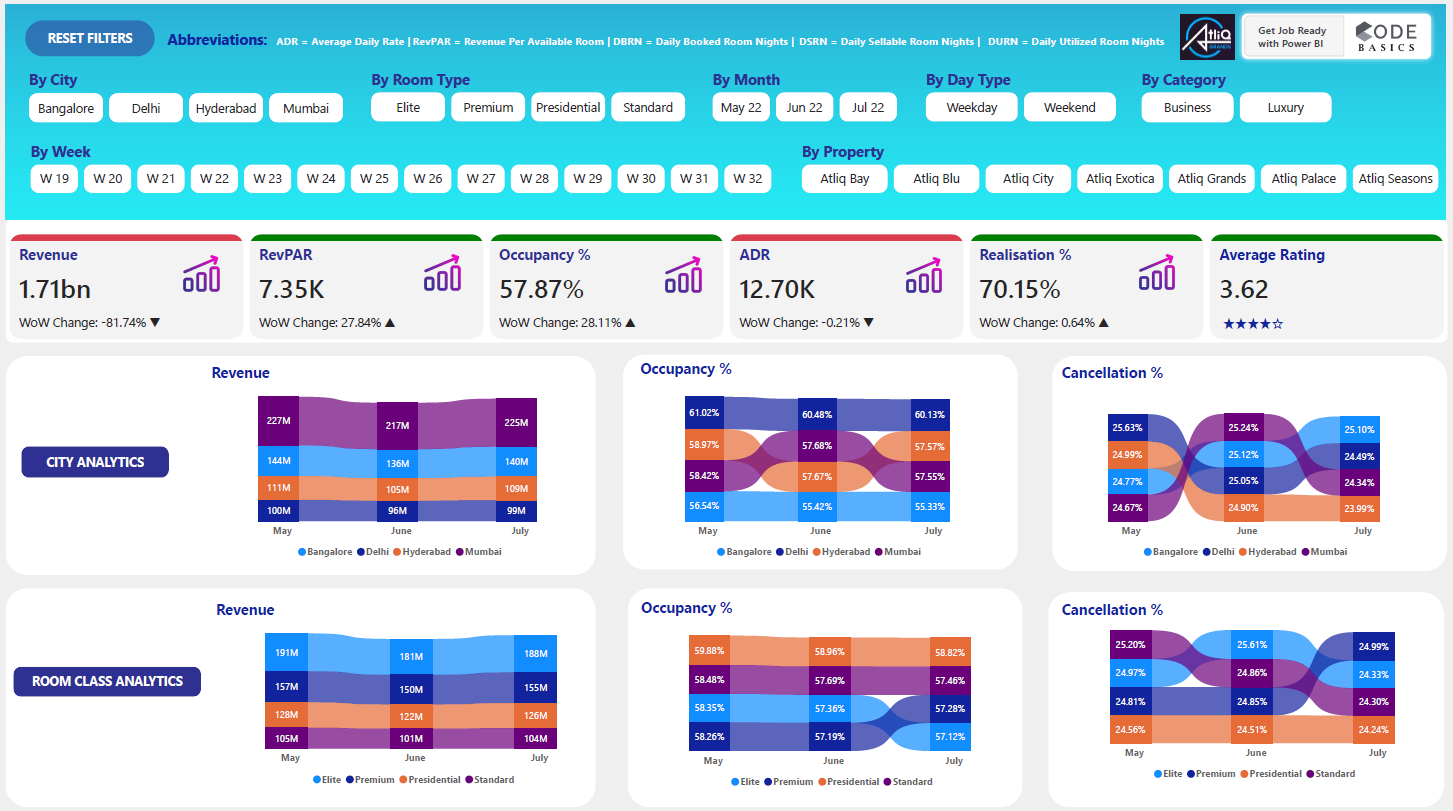 RESET FILTERS
Abbreviations: ADR = Average Daily Rate | RevPAR = Revenue Per Available Room | DBRN = Daily Booked Room Nights | DSRN = Daily Sellable Room Nights | DURN = Daily Utilized Room Nights
AtliQ
GRANDS
Get Job Ready
with Power BI
CODE
BASICS
By City
Bangalore Delhi Hyderabad Mumbai
By Room Type
Elite Premium Presidential Standard
By Month
May 22 Jun 22 Jul 22
By Day Type
Weekday Weekend
By Category
Business Luxury
By Week
W 19 W 20 W 21 W 22 W 23 W 24 W 25 W 26 W 27 W 28 W 29 W 30 W 31 W 32
By Property
Atliq Bay Atliq Blu Atliq City Atliq Exotica Atliq Grands Atliq Palace Atliq Seasons
Revenue
1.71bn
WoW Change: -81.74% ▼
RevPAR
7.35K
WoW Change: 27.84% ▲
Occupancy %
57.87%
WoW Change: 28.11% ▲
ADR
12.70K
WoW Change: -0.21% ▼
Realisation %
70.15%
WoW Change: 0.64% ▲
Average Rating
3.62
★★★★☆
CITY ANALYTICS
Revenue
227M 217M 225M
144M 136M 140M
111M 105M 109M
100M 96M 99M
May June July
Bangalore Delhi Hyderabad Mumbai
Occupancy %
61.02% 60.48% 60.13%
58.97% 57.68% 57.57%
58.42% 57.67% 57.55%
56.54% 55.42% 55.33%
May June July
Bangalore Delhi Hyderabad Mumbai
Cancellation %
25.63% 25.24% 25.10%
24.99% 25.12% 24.49%
24.77% 25.05% 24.34%
24.67% 24.90% 23.99%
May June July
Bangalore Delhi Hyderabad Mumbai
ROOM CLASS ANALYTICS
Revenue
191M 181M 188M
157M 150M 155M
128M 122M 126M
105M 101M 104M
May June July
Elite Premium Presidential Standard
Occupancy %
59.88% 58.96% 58.82%
58.48% 57.69% 57.46%
58.35% 57.36% 57.28%
58.26% 57.19% 57.12%
May June July
Elite Premium Presidential Standard
Cancellation %
25.20% 25.61% 24.99%
24.97% 24.86% 24.33%
24.81% 24.85% 24.30%
24.56% 24.51% 24.24%
May June July
Elite Premium Presidential Standard